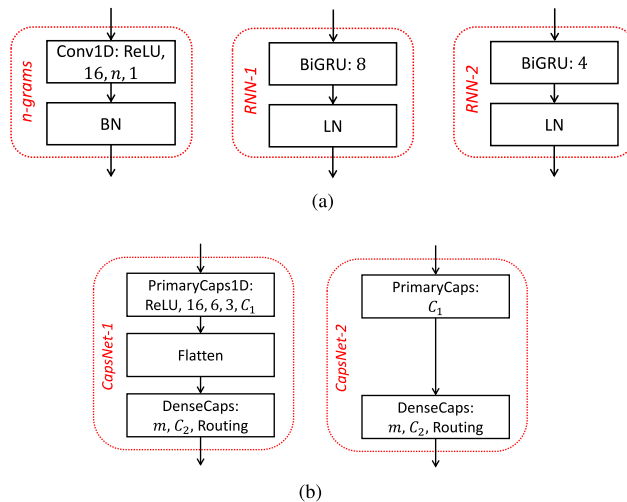 n-grams
Conv1D: ReLU,
16, n, 1
BN
RNN-1
BiGRU: 8
LN
RNN-2
BiGRU: 4
LN
(a)
CapsNet-1
PrimaryCaps1D:
ReLU, 16, 6, 3, C₁
Flatten
DenseCaps:
m, C₂, Routing
CapsNet-2
PrimaryCaps:
C₁
DenseCaps:
m, C₂, Routing
(b)